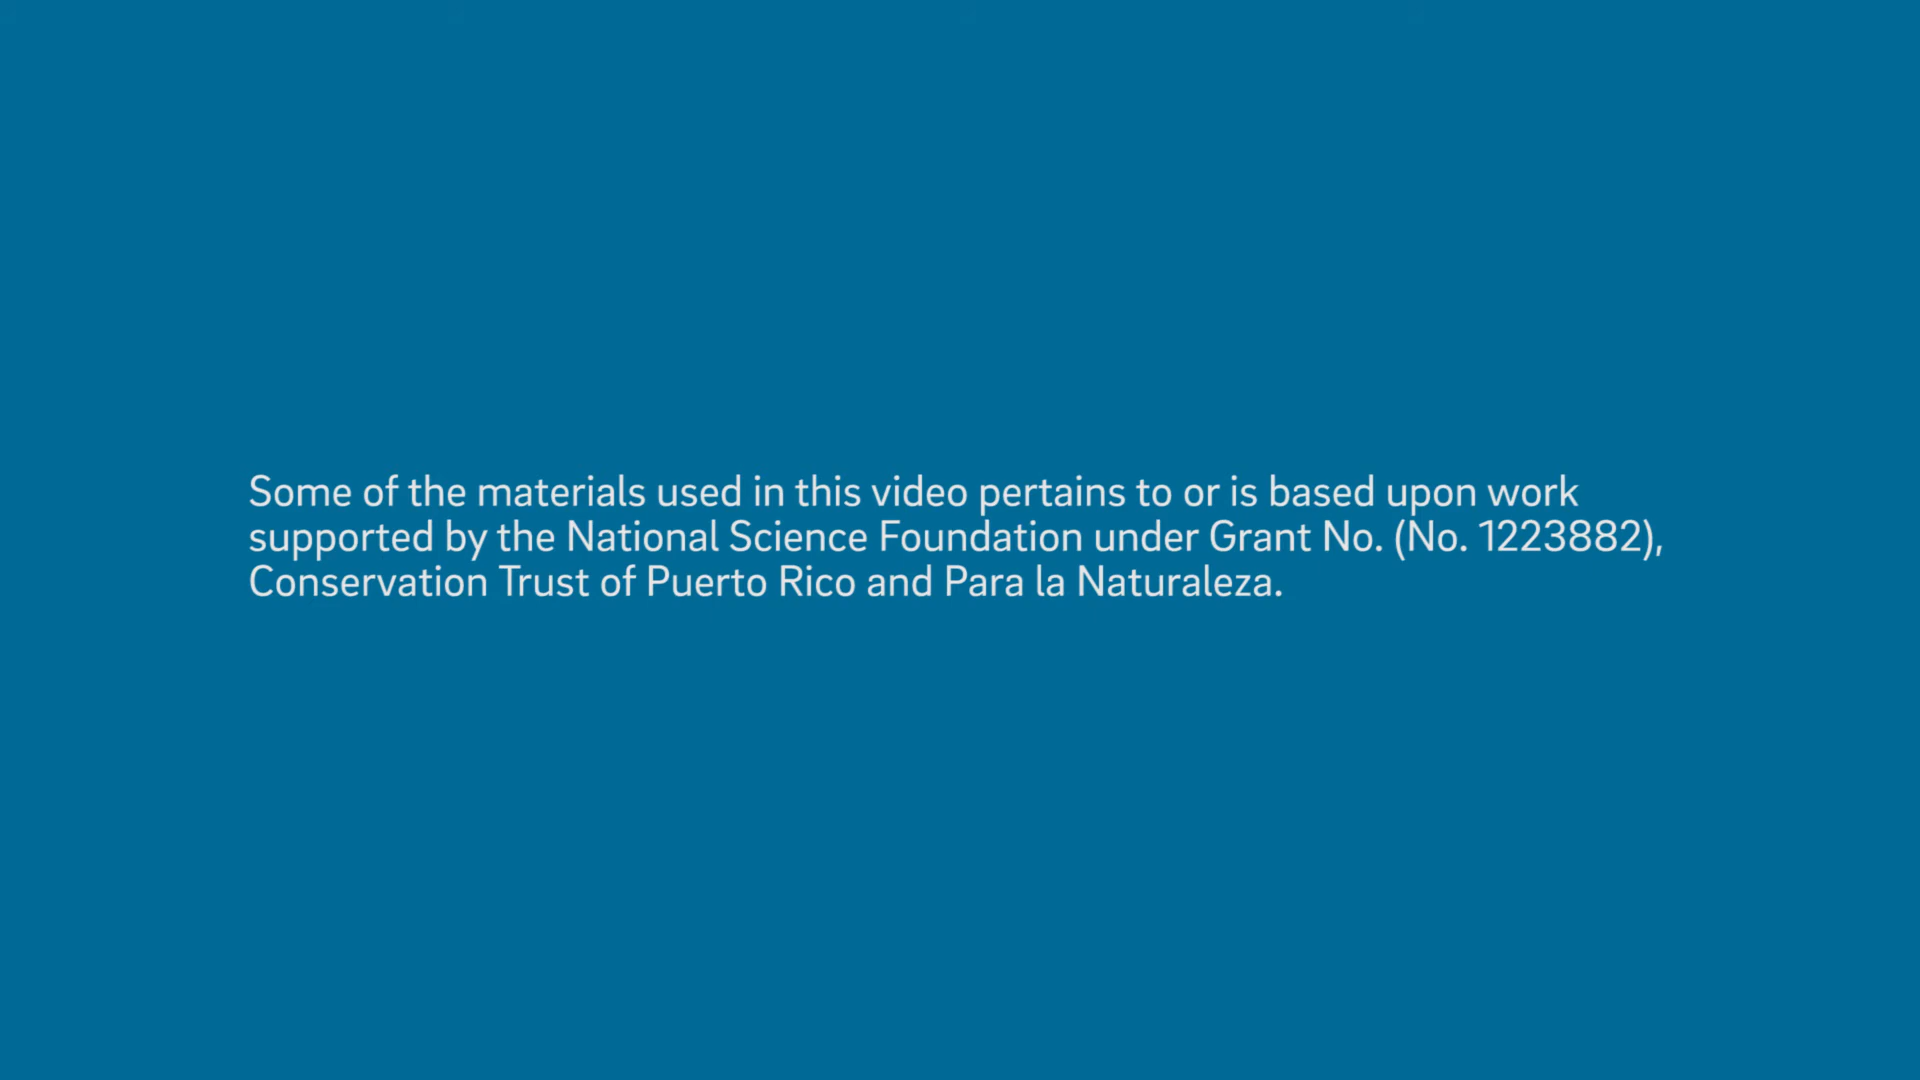 Some of the materials used in this video pertains to or is based upon work
supported by the National Science Foundation under Grant No. (No. 1223882),
Conservation Trust of Puerto Rico and Para la Naturaleza.